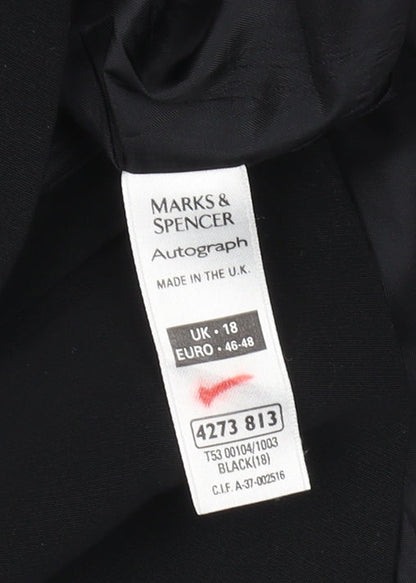 MARKS &
SPENCER
Autograph
MADE IN THE U.K.
UK • 18
EURO • 46-48
4273 813
T53 00104/1003
BLACK(18)
C.I.F. A-37-002516